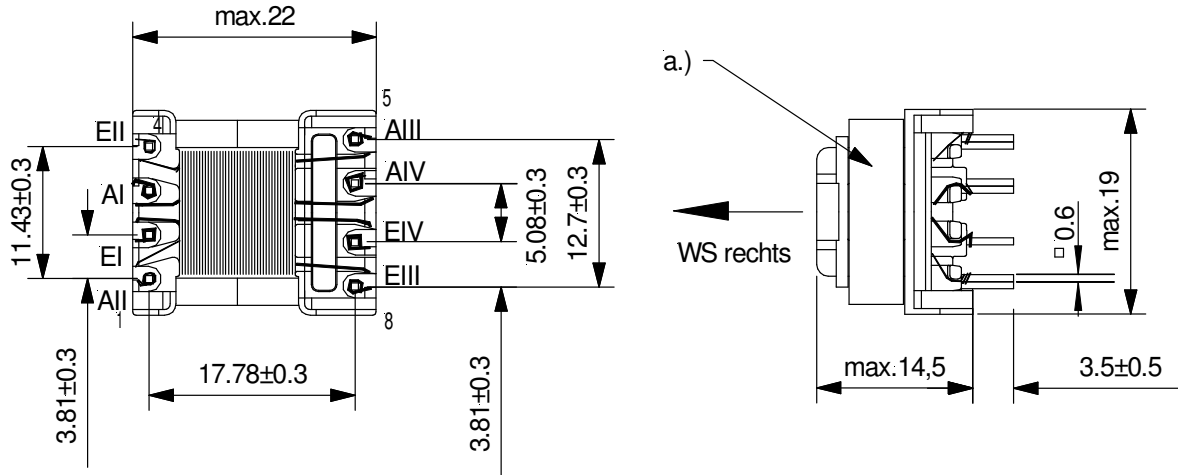 max.22
5
4
EII
AIII
11.43±0.3
AI
AIV
EI
EIV
AII
EIII
1
8
5.08±0.3
12.7±0.3
17.78±0.3
3.81±0.3
3.81±0.3
a.)
WS rechts
□ 0.6
max.19
max.14,5
3.5±0.5